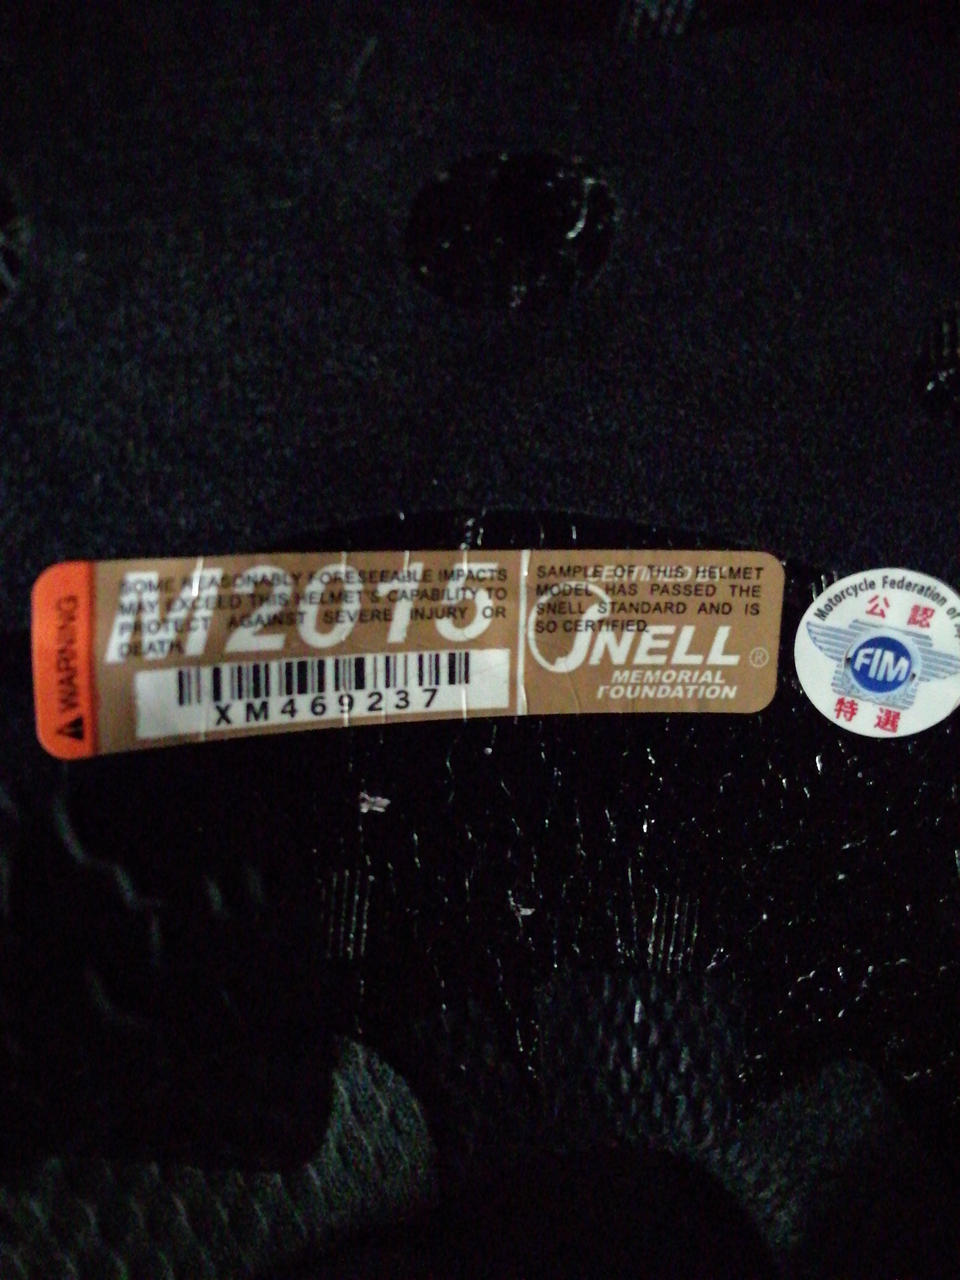 WARNING
M2015
SOME REASONABLY FORESEEABLE IMPACTS
MAY EXCEED THIS HELMET'S CAPABILITY TO
PROTECT AGAINST SEVERE INJURY OR
DEATH.
XM469237
SAMPLE OF THIS HELMET
MODEL HAS PASSED THE
SNELL STANDARD AND IS
SO CERTIFIED.
SNELL ®
MEMORIAL
FOUNDATION
Motorcycle Federation of
公認
FIM
特選